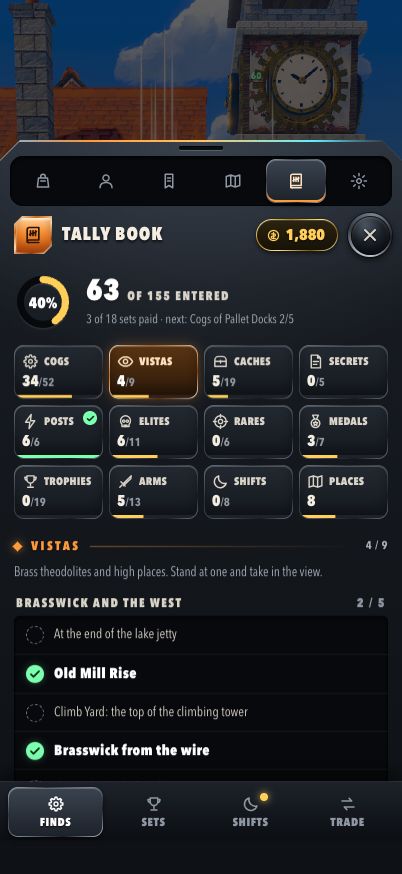 60
TALLY BOOK
1,880
40%
63 OF 155 ENTERED
3 of 18 sets paid · next: Cogs of Pallet Docks 2/5
COGS
34/52
VISTAS
4/9
CACHES
5/19
SECRETS
0/5
POSTS
6/6
ELITES
6/11
RARES
0/6
MEDALS
3/7
TROPHIES
0/19
ARMS
5/13
SHIFTS
0/8
PLACES
8
VISTAS
4 / 9
Brass theodolites and high places. Stand at one and take in the view.
BRASSWICK AND THE WEST
2 / 5
At the end of the lake jetty
Old Mill Rise
Climb Yard: the top of the climbing tower
Brasswick from the wire
FINDS
SETS
SHIFTS
TRADE